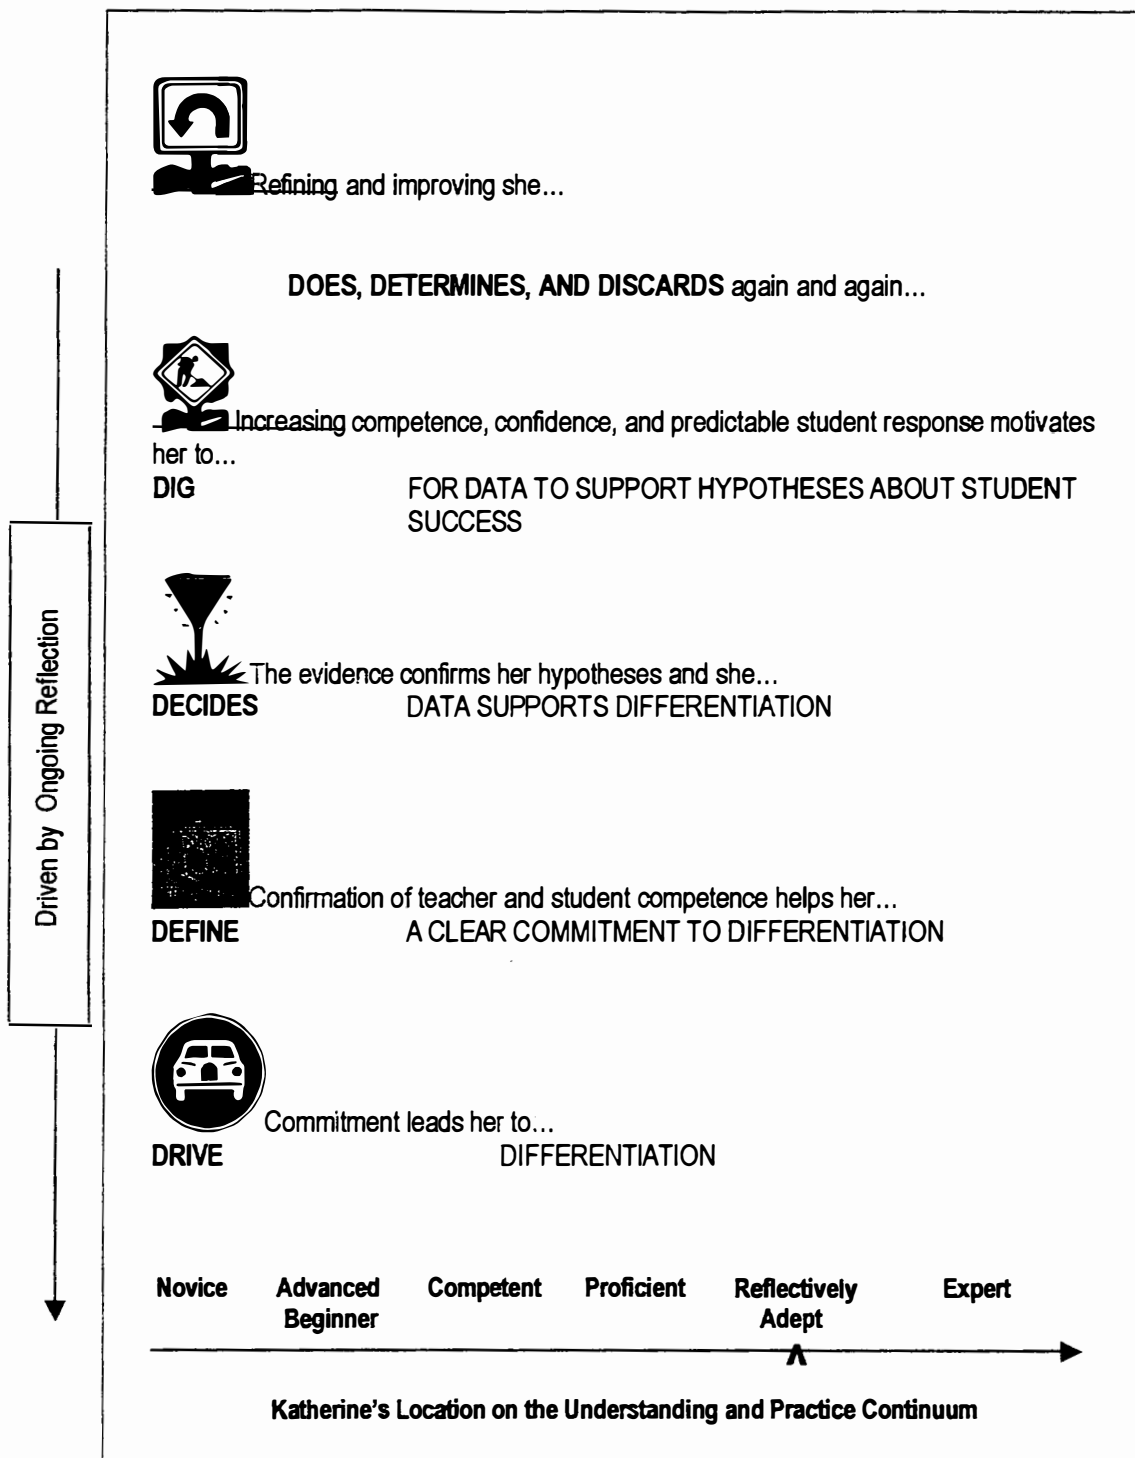 Refining and improving she...
DOES, DETERMINES, AND DISCARDS again and again...
Increasing competence, confidence, and predictable student response motivates
her to...
DIG FOR DATA TO SUPPORT HYPOTHESES ABOUT STUDENT
SUCCESS
The evidence confirms her hypotheses and she...
DECIDES DATA SUPPORTS DIFFERENTIATION
Confirmation of teacher and student competence helps her...
DEFINE A CLEAR COMMITMENT TO DIFFERENTIATION
Commitment leads her to...
DRIVE DIFFERENTIATION
Driven by Ongoing Reflection
Novice Advanced Competent Proficient Reflectively Expert
Beginner Adept
Katherine's Location on the Understanding and Practice Continuum